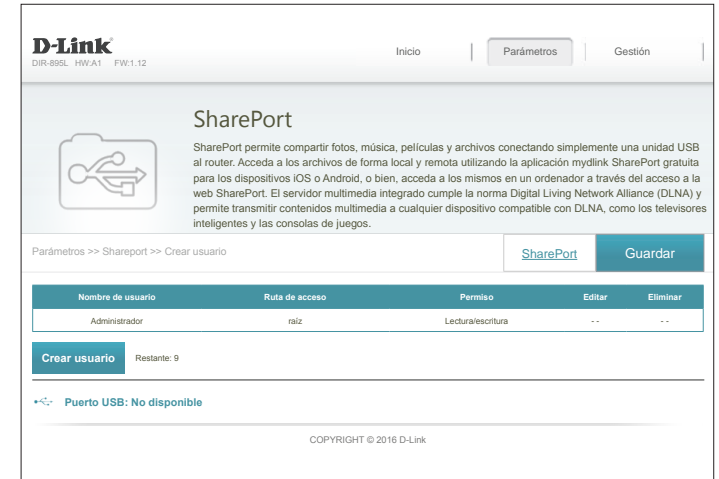 D-Link
DIR-895L HW:A1 FW:1.12
Inicio
Parámetros
Gestión
SharePort
SharePort permite compartir fotos, música, películas y archivos conectando simplemente una unidad USB
al router. Acceda a los archivos de forma local y remota utilizando la aplicación mydlink SharePort gratuita
para los dispositivos iOS o Android, o bien, acceda a los mismos en un ordenador a través del acceso a la
web SharePort. El servidor multimedia integrado cumple la norma Digital Living Network Alliance (DLNA) y
permite transmitir contenidos multimedia a cualquier dispositivo compatible con DLNA, como los televisores
inteligentes y las consolas de juegos.
Parámetros >> Shareport >> Crear usuario
SharePort
Guardar
Nombre de usuario Ruta de acceso Permiso Editar Eliminar
Administrador raíz Lectura/escritura - - - -
Crear usuario Restante: 9
Puerto USB: No disponible
COPYRIGHT © 2016 D-Link